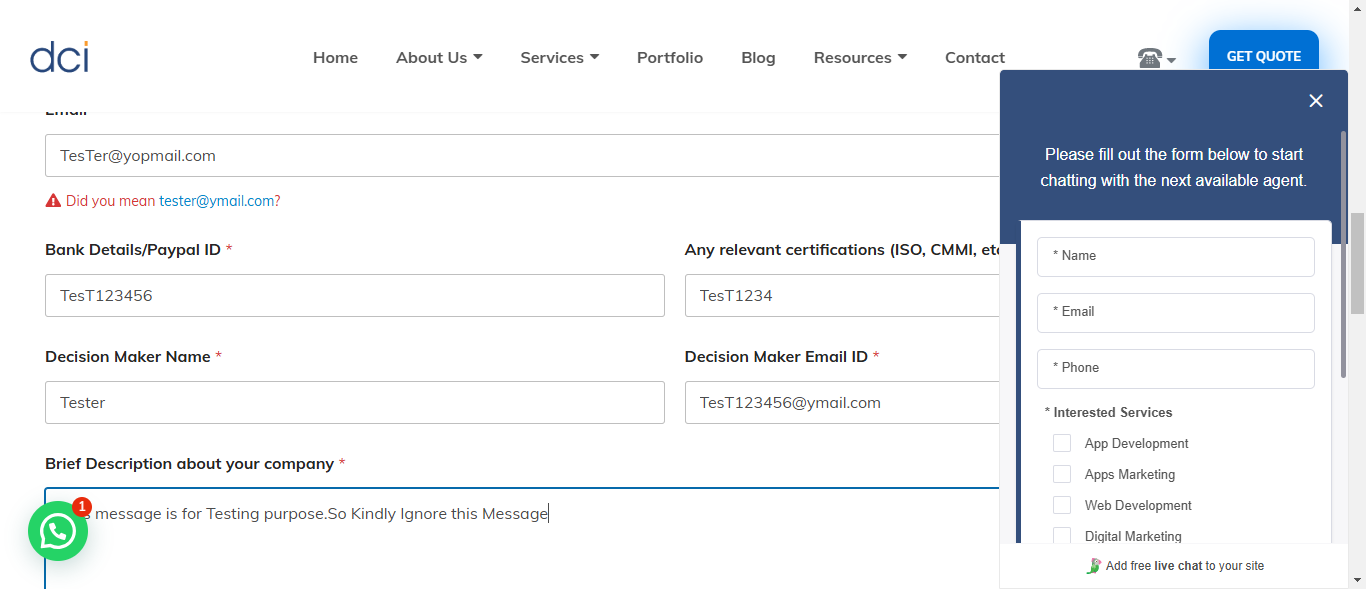 dci
Home
About Us
Services
Portfolio
Blog
Resources
Contact
GET QUOTE
Email
TesTer@yopmail.com
Did you mean tester@ymail.com?
Bank Details/Paypal ID *
Any relevant certifications (ISO, CMMI, etc
TesT123456
TesT1234
Decision Maker Name *
Decision Maker Email ID *
Tester
TesT123456@ymail.com
Brief Description about your company *
s message is for Testing purpose.So Kindly Ignore this Message
1
Please fill out the form below to start
chatting with the next available agent.
* Name
* Email
* Phone
* Interested Services
App Development
Apps Marketing
Web Development
Digital Marketing
Add free live chat to your site